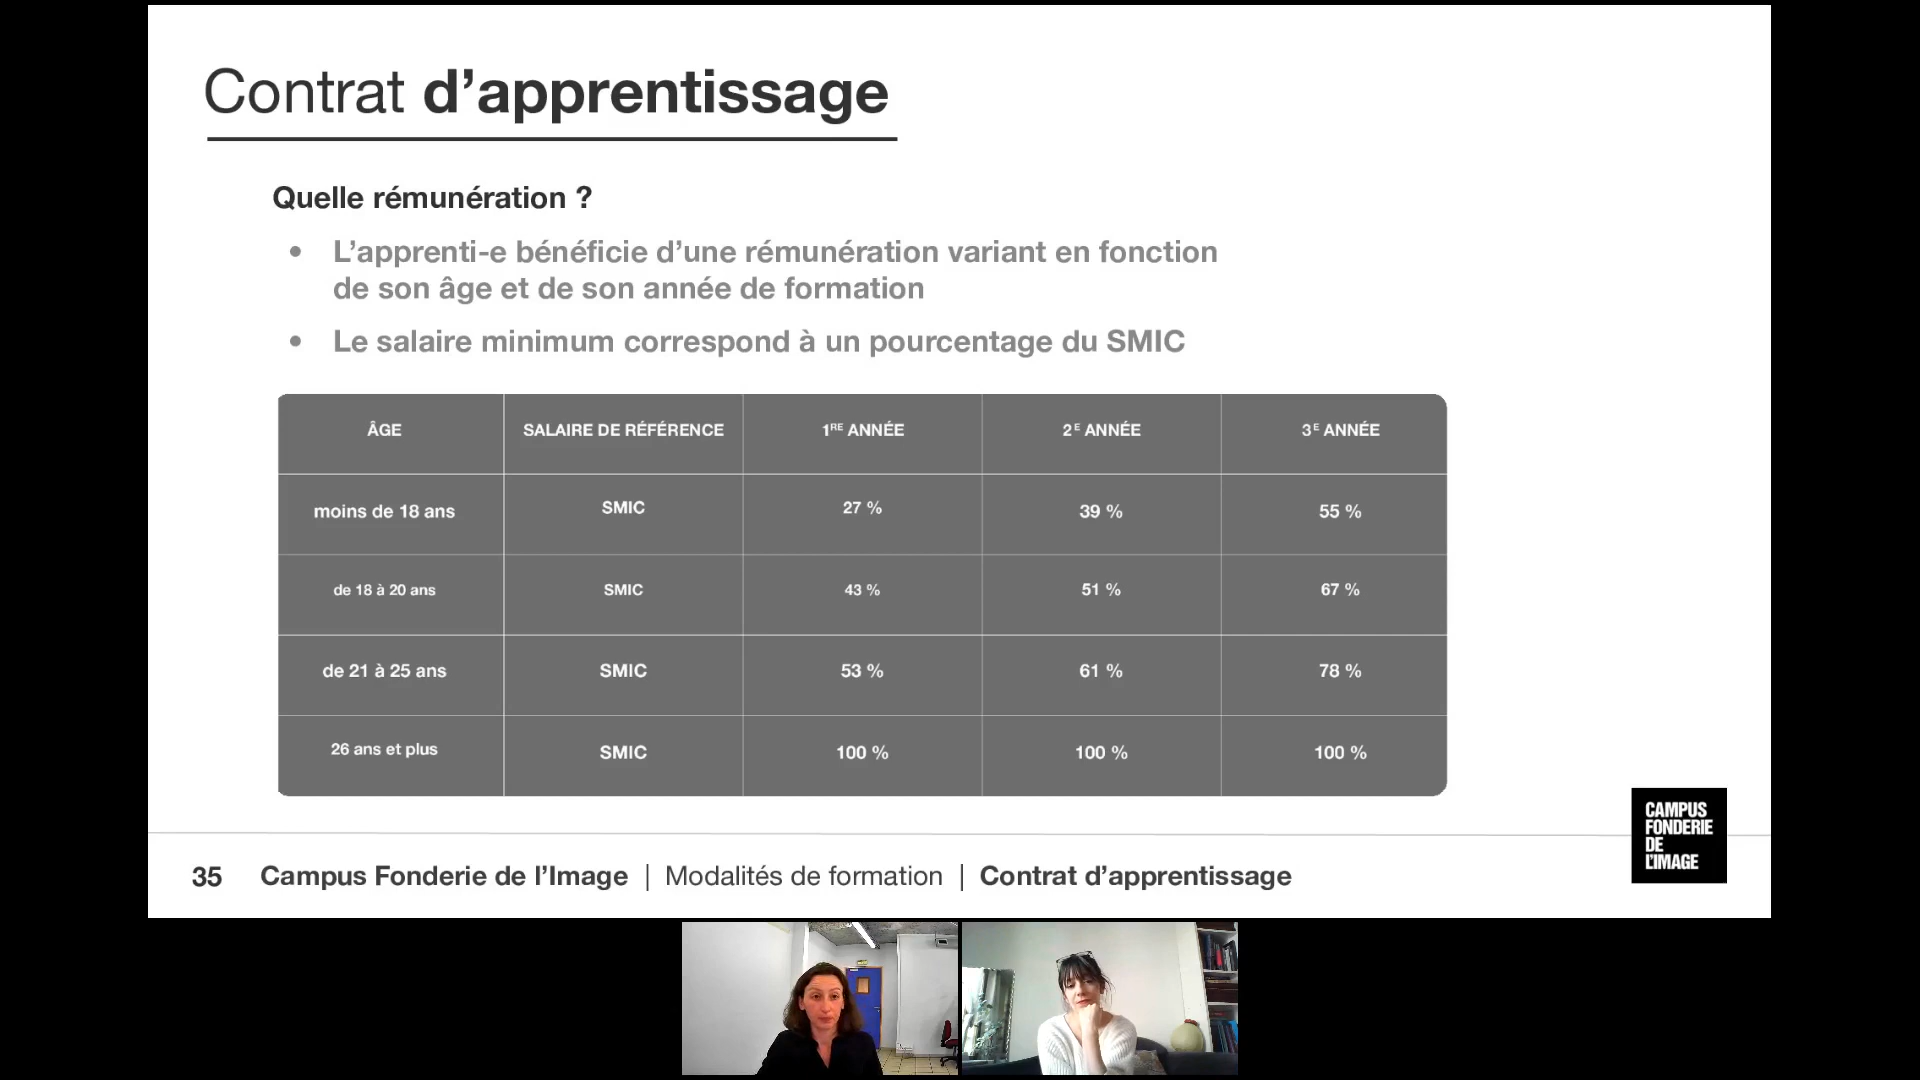 Contrat d’apprentissage
Quelle rémunération ?
• L’apprenti-e bénéficie d’une rémunération variant en fonction
de son âge et de son année de formation
• Le salaire minimum correspond à un pourcentage du SMIC
ÂGE SALAIRE DE RÉFÉRENCE 1RE ANNÉE 2E ANNÉE 3E ANNÉE
moins de 18 ans SMIC 27 % 39 % 55 %
de 18 à 20 ans SMIC 43 % 51 % 67 %
de 21 à 25 ans SMIC 53 % 61 % 78 %
26 ans et plus SMIC 100 % 100 % 100 %
CAMPUS
FONDERIE
DE
L’IMAGE
35 Campus Fonderie de l’Image | Modalités de formation | Contrat d’apprentissage